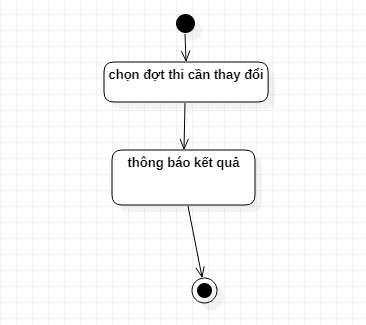 chọn đợt thi cần thay đổi
thông báo kết quả